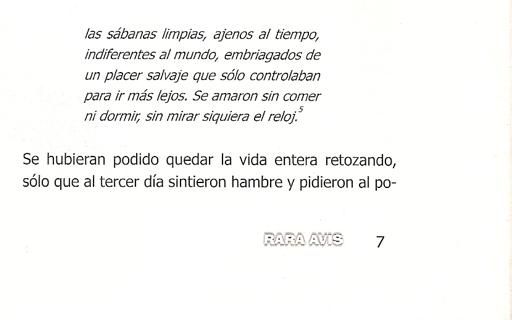 las sábanas limpias, ajenos al tiempo,
indiferentes al mundo, embriagados de
un placer salvaje que sólo controlaban
para ir más lejos. Se amaron sin comer
ni dormir, sin mirar siquiera el reloj.5
Se hubieran podido quedar la vida entera retozando,
sólo que al tercer día sintieron hambre y pidieron al po-
RARA AVIS 7